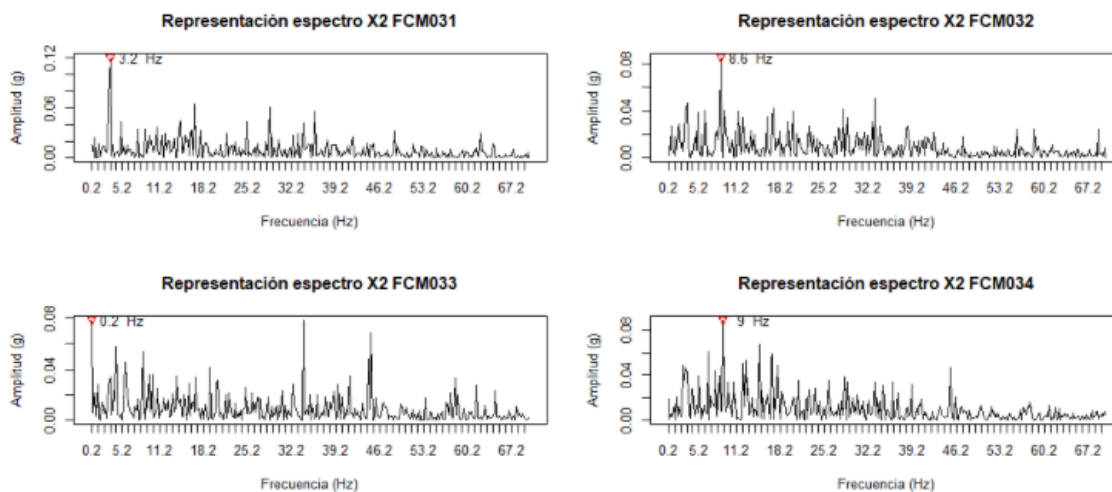 Representación espectro X2 FCM031
Amplitud (g)
0.00 0.06 0.12
3.2 Hz
0.2 5.2 11.2 18.2 25.2 32.2 39.2 46.2 53.2 60.2 67.2
Frecuencia (Hz)
Representación espectro X2 FCM032
Amplitud (g)
0.00 0.04 0.08
8.6 Hz
0.2 5.2 11.2 18.2 25.2 32.2 39.2 46.2 53.2 60.2 67.2
Frecuencia (Hz)
Representación espectro X2 FCM033
Amplitud (g)
0.00 0.04 0.08
0.2 Hz
0.2 5.2 11.2 18.2 25.2 32.2 39.2 46.2 53.2 60.2 67.2
Frecuencia (Hz)
Representación espectro X2 FCM034
Amplitud (g)
0.00 0.04 0.08
9 Hz
0.2 5.2 11.2 18.2 25.2 32.2 39.2 46.2 53.2 60.2 67.2
Frecuencia (Hz)